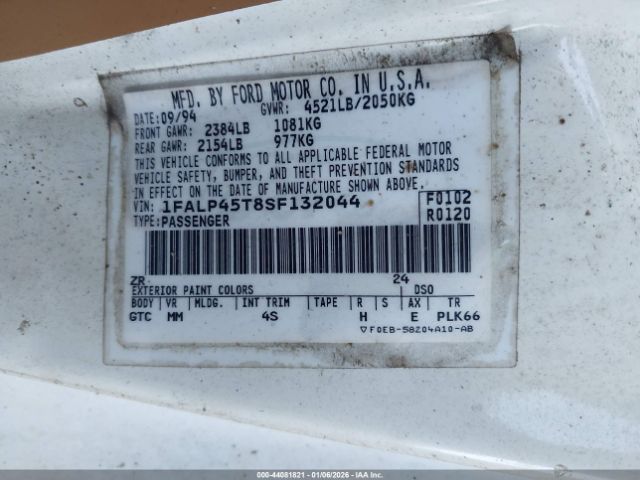 MFD. BY FORD MOTOR CO. IN U.S.A.
DATE: 09/94 GVWR: 4521LB/2050KG
FRONT GAWR: 2384LB 1081KG
REAR GAWR: 2154LB 977KG
THIS VEHICLE CONFORMS TO ALL APPLICABLE FEDERAL MOTOR
VEHICLE SAFETY, BUMPER, AND THEFT PREVENTION STANDARDS
IN EFFECT ON THE DATE OF MANUFACTURE SHOWN ABOVE.
VIN: 1FALP45T8SF132044 F0102
TYPE: PASSENGER R0120
ZR 24
EXTERIOR PAINT COLORS DSO
BODY VR MLDG. INT TRIM TAPE R S AX TR
GTC MM 4S H E PLK66
▽F0EB-58204A10-AB
000-44081821 - 01/06/2026 - IAA Inc.